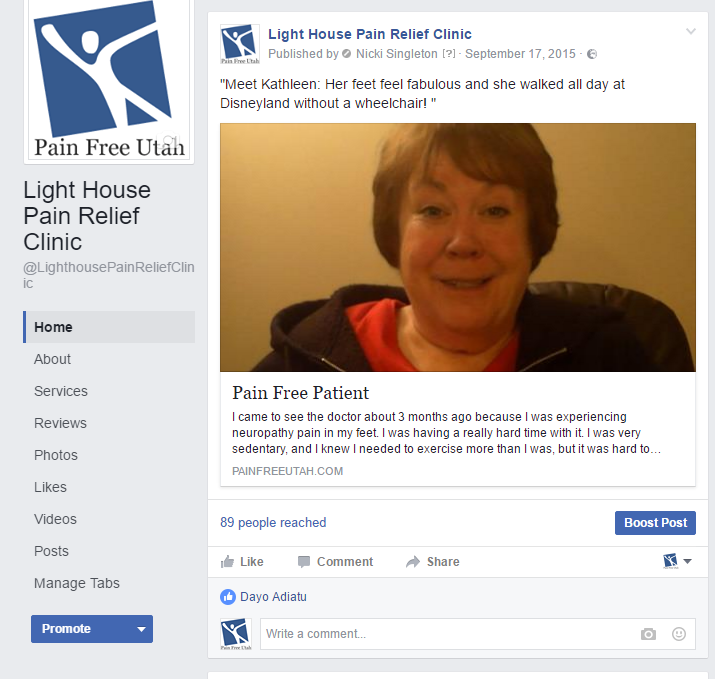 Pain Free Utah
Light House
Pain Relief
Clinic
@LighthousePainReliefClin
ic
Home
About
Services
Reviews
Photos
Likes
Videos
Posts
Manage Tabs
Promote
Pain Free Utah
Light House Pain Relief Clinic
Published by Nicki Singleton [?] · September 17, 2015 ·
"Meet Kathleen: Her feet feel fabulous and she walked all day at
Disneyland without a wheelchair! "
Pain Free Patient
I came to see the doctor about 3 months ago because I was experiencing
neuropathy pain in my feet. I was having a really hard time with it. I was very
sedentary, and I knew I needed to exercise more than I was, but it was hard to…
PAINFREEUTAH.COM
89 people reached
Boost Post
Like Comment Share
Dayo Adiatu
Pain Free Utah
Write a comment...